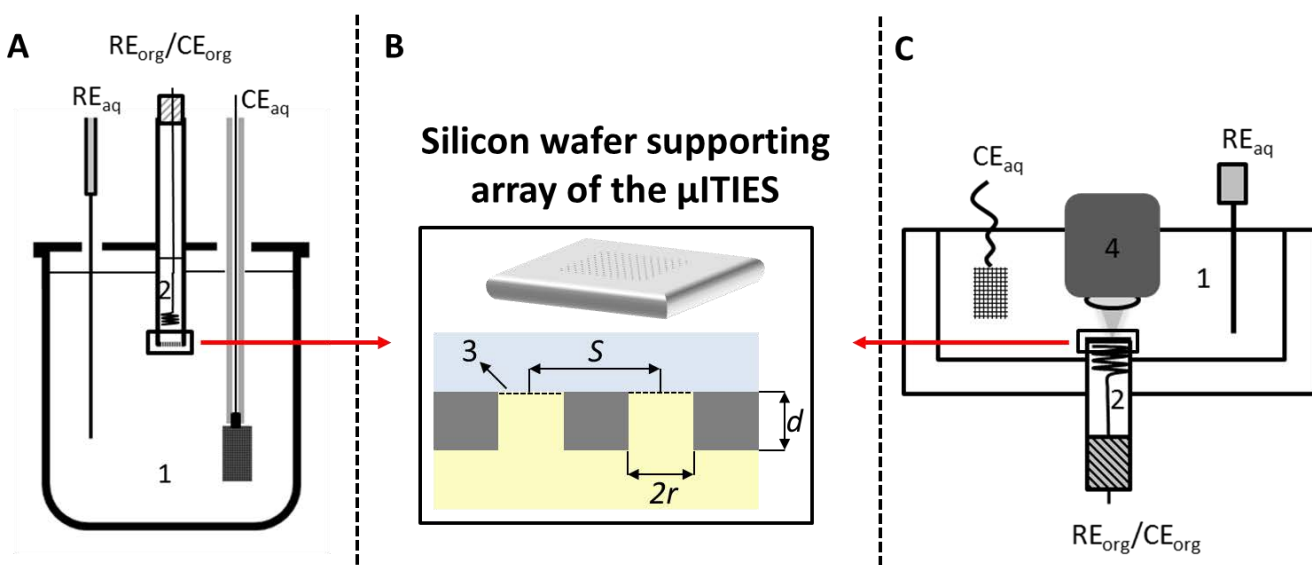 A
RE_org/CE_org
RE_aq
CE_aq
2
1
B
Silicon wafer supporting
array of the µITIES
3
S
d
2r
C
CE_aq
RE_aq
4
1
2
RE_org/CE_org